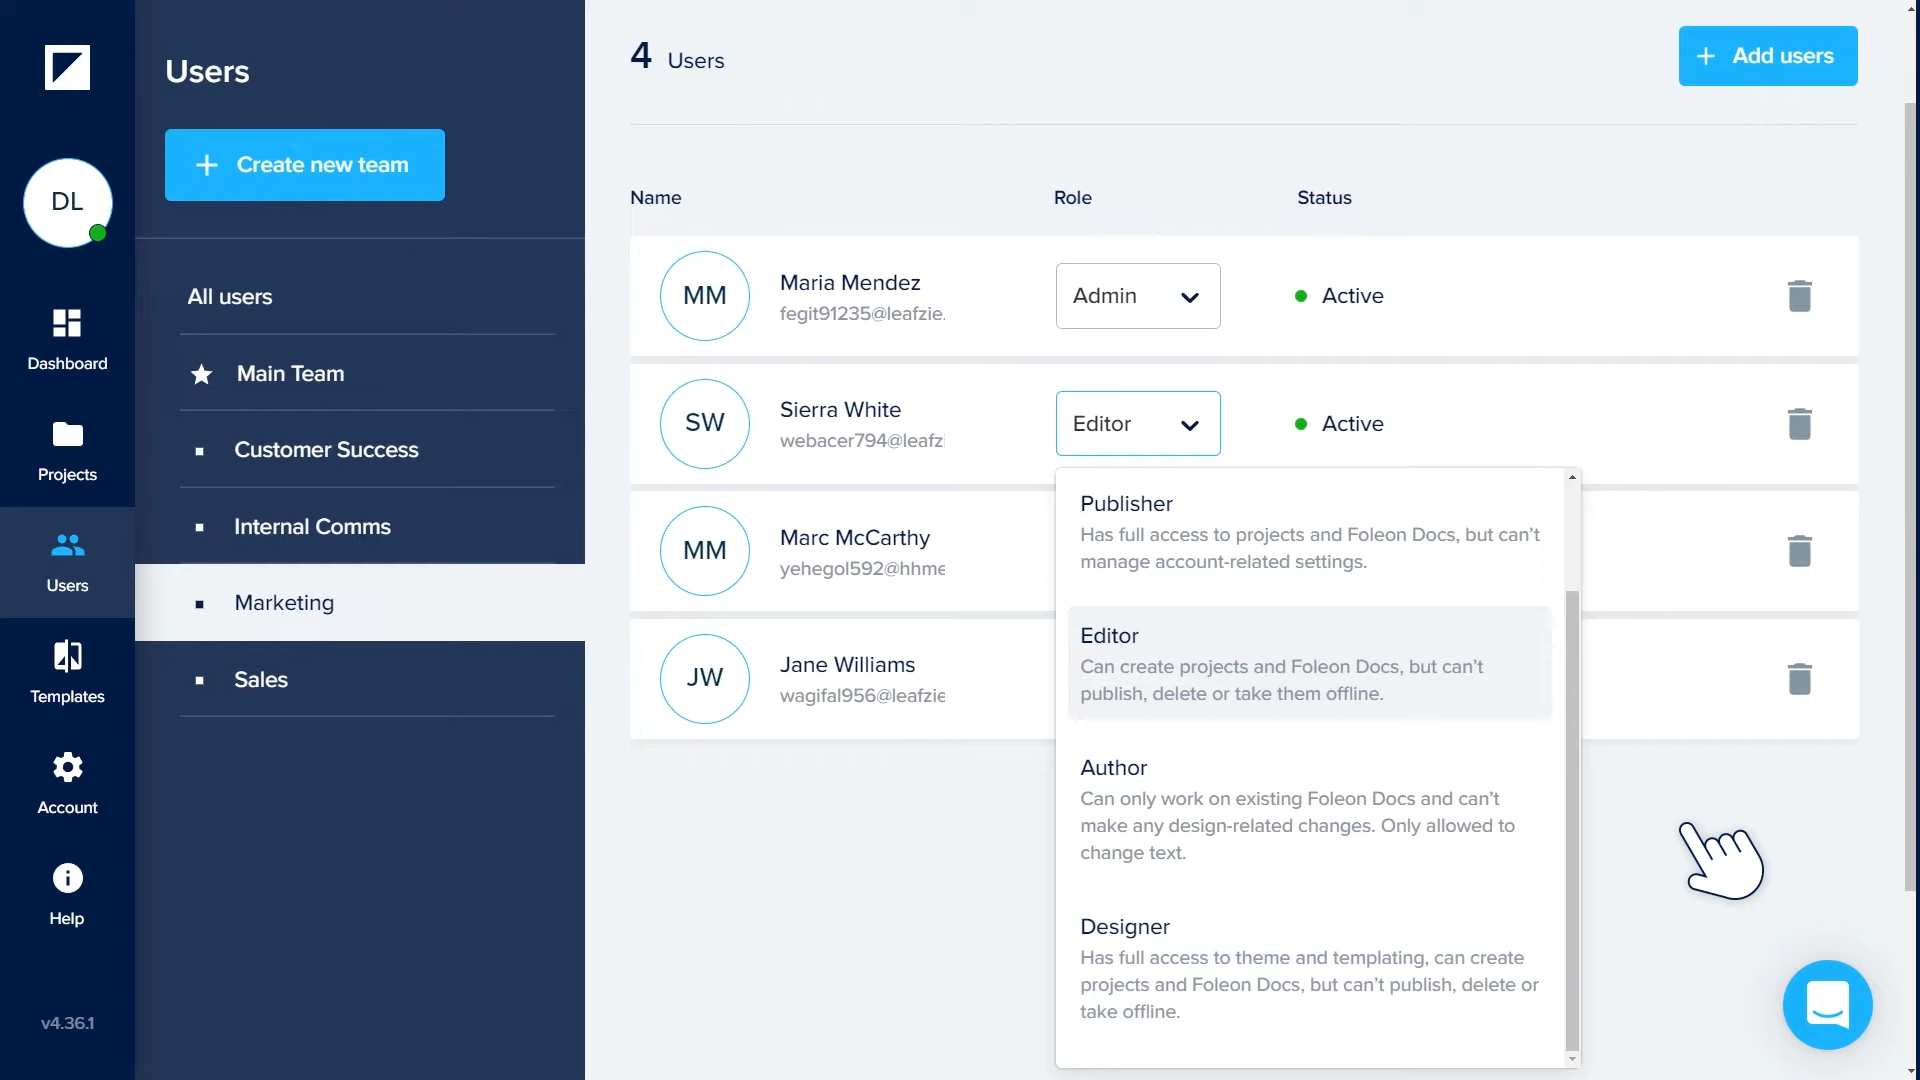 DL
Dashboard
Projects
Users
Templates
Account
Help
v4.36.1
Users
Create new team
All users
Main Team
Customer Success
Internal Comms
Marketing
Sales
4 Users
Add users
Name Role Status
MM
Maria Mendez
fegit91235@leafzie.
Admin
Active
SW
Sierra White
webacer794@leafzi
Editor
Active
MM
Marc McCarthy
yehegol592@hhme
JW
Jane Williams
wagifal956@leafzie
Publisher
Has full access to projects and Foleon Docs, but can't
manage account-related settings.
Editor
Can create projects and Foleon Docs, but can't
publish, delete or take them offline.
Author
Can only work on existing Foleon Docs and can't
make any design-related changes. Only allowed to
change text.
Designer
Has full access to theme and templating, can create
projects and Foleon Docs, but can't publish, delete or
take offline.